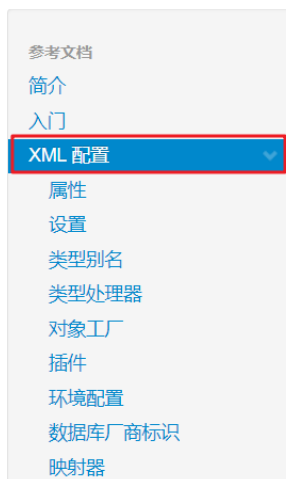 参考文档
简介
入门
XML 配置
属性
设置
类型别名
类型处理器
对象工厂
插件
环境配置
数据库厂商标识
映射器